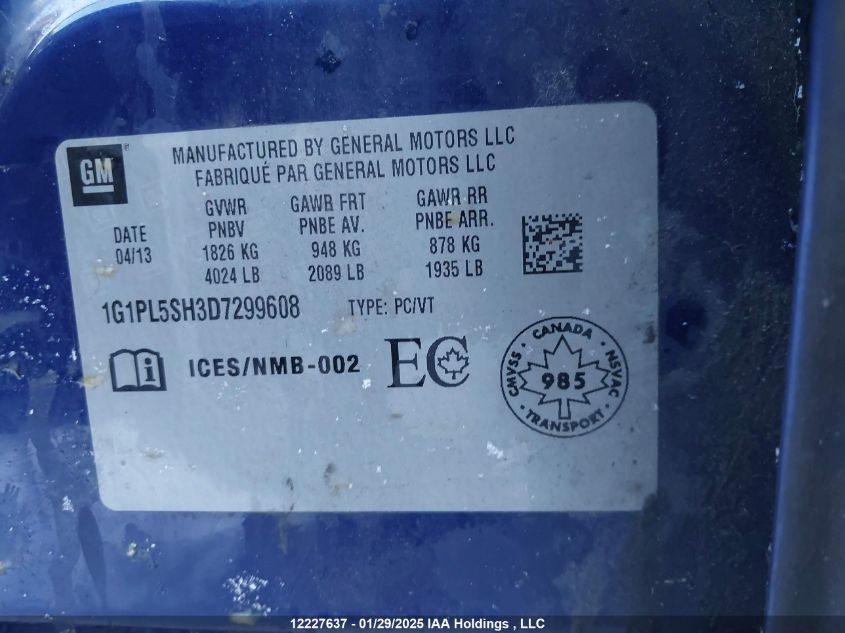 GM
MANUFACTURED BY GENERAL MOTORS LLC
FABRIQUÉ PAR GENERAL MOTORS LLC
DATE
04/13
GVWR
PNBV
1826 KG
4024 LB
GAWR FRT
PNBE AV.
948 KG
2089 LB
GAWR RR
PNBE ARR.
878 KG
1935 LB
1G1PL5SH3D7299608 TYPE: PC/VT
ICES/NMB-002 EC
CANADA
CMVSS · 985 · NSVAC
TRANSPORT
12227637 - 01/29/2025 IAA Holdings , LLC